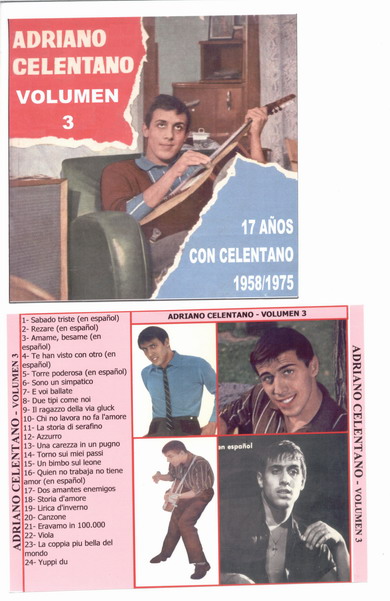 ADRIANO
CELENTANO
VOLUMEN
3
17 AÑOS
CON CELENTANO
1958/1975
ADRIANO CELENTANO - VOLUMEN 3
ADRIANO CELENTANO - VOLUMEN 3
1- Sabado triste (en español)
2- Rezare (en español)
3- Amame, besame (en
español)
4- Te han visto con otro (en
español)
5- Torre poderosa (en español)
6- Sono un simpatico
7- E voi ballate
8- Due tipi come noi
9- Il ragazzo della via gluck
10- Chi no lavora no fa l'amore
11- La storia di serafino
12- Azzurro
13- Una carezza in un pugno
14- Torno sui miei passi
15- Un bimbo sul leone
16- Quien no trabaja no tiene
amor (en español)
17- Dos amantes enemigos
18- Storia d'amore
19- Lirica d'inverno
20- Canzone
21- Eravamo in 100.000
22- Viola
23- La coppia piu bella del
mondo
24- Yuppi du
en español
ADRIANO CELENTANO - VOLUMEN 3